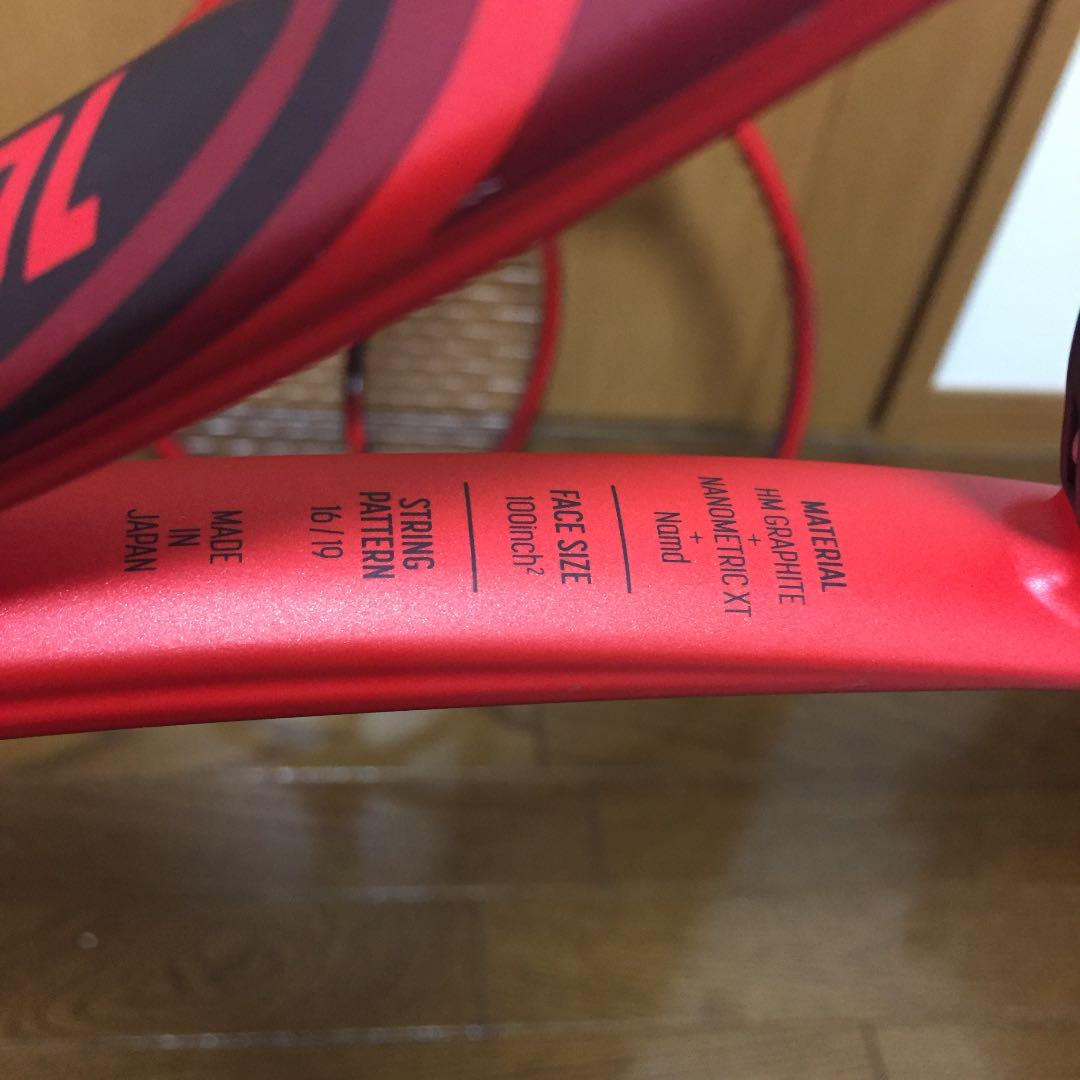 MATERIAL
HM GRAPHITE
+
NANOMETRIC XT
+
Namd
FACE SIZE
100inch²
STRING
PATTERN
16/19
MADE
IN
JAPAN